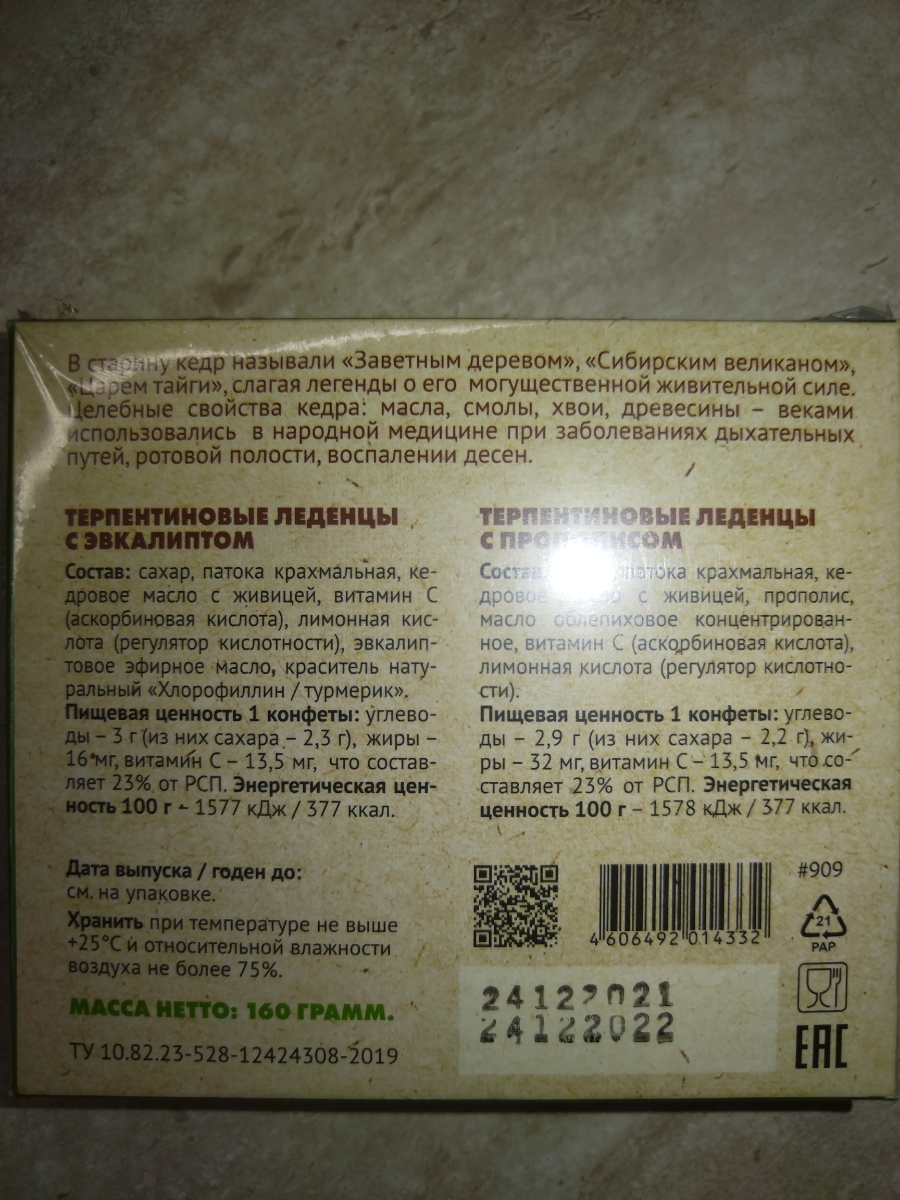 В старину кедр называли «Заветным деревом», «Сибирским великаном»,
«Царём тайги», слагая легенды о его могущественной живительной силе.
Целебные свойства кедра: масла, смолы, хвои, древесины – веками
использовались в народной медицине при заболеваниях дыхательных
путей, ротовой полости, воспалении десен.
ТЕРПЕНТИНОВЫЕ ЛЕДЕНЦЫ
С ЭВКАЛИПТОМ
Состав: сахар, патока крахмальная, ке-
дровое масло с живицей, витамин С
(аскорбиновая кислота), лимонная кис-
лота (регулятор кислотности), эвкалип-
товое эфирное масло, краситель нату-
ральный «Хлорофиллин / турмерик».
Пищевая ценность 1 конфеты: углево-
ды – 3 г (из них сахара – 2,3 г), жиры –
16 мг, витамин С – 13,5 мг, что состав-
ляет 23% от РСП. Энергетическая цен-
ность 100 г – 1577 кДж / 377 ккал.
ТЕРПЕНТИНОВЫЕ ЛЕДЕНЦЫ
С ПРОПОЛИСОМ
Состав: патока крахмальная, ке-
дровое масло с живицей, прополис,
масло облепиховое концентрирован-
ное, витамин С (аскорбиновая кислота),
лимонная кислота (регулятор кислотно-
сти).
Пищевая ценность 1 конфеты: углево-
ды – 2,9 г (из них сахара – 2,2 г), жи-
ры – 32 мг, витамин С – 13,5 мг, что со-
ставляет 23% от РСП. Энергетическая
ценность 100 г – 1578 кДж / 377 ккал.
Дата выпуска / годен до:
см. на упаковке.
Хранить при температуре не выше
+25°С и относительной влажности
воздуха не более 75%.
МАССА НЕТТО: 160 ГРАММ.
ТУ 10.82.23-528-12424308-2019
4 606492 014332
#909
21
PAP
24122021
24122022
EAC